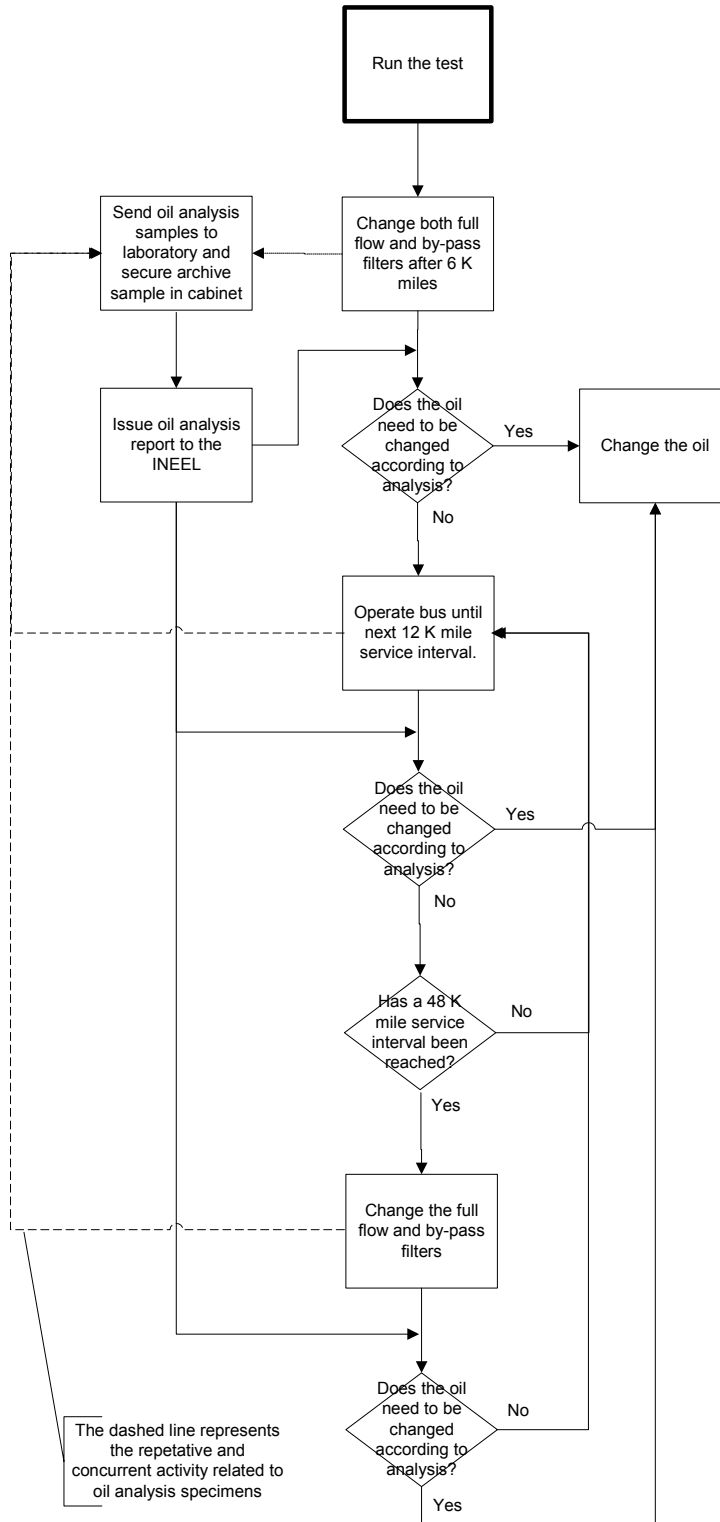 Run the test
Send oil analysis
samples to
laboratory and
secure archive
sample in cabinet
Change both full
flow and by-pass
filters after 6 K
miles
Issue oil analysis
report to the
INEEL
Does the oil
need to be
changed
according to
analysis?
Yes
Change the oil
No
Operate bus until
next 12 K mile
service interval.
Does the oil
need to be
changed
according to
analysis?
Yes
No
Has a 48 K
mile service
interval been
reached?
No
Yes
Change the full
flow and by-pass
filters
Does the oil
need to be
changed
according to
analysis?
No
Yes
The dashed line represents
the repetative and
concurrent activity related to
oil analysis specimens